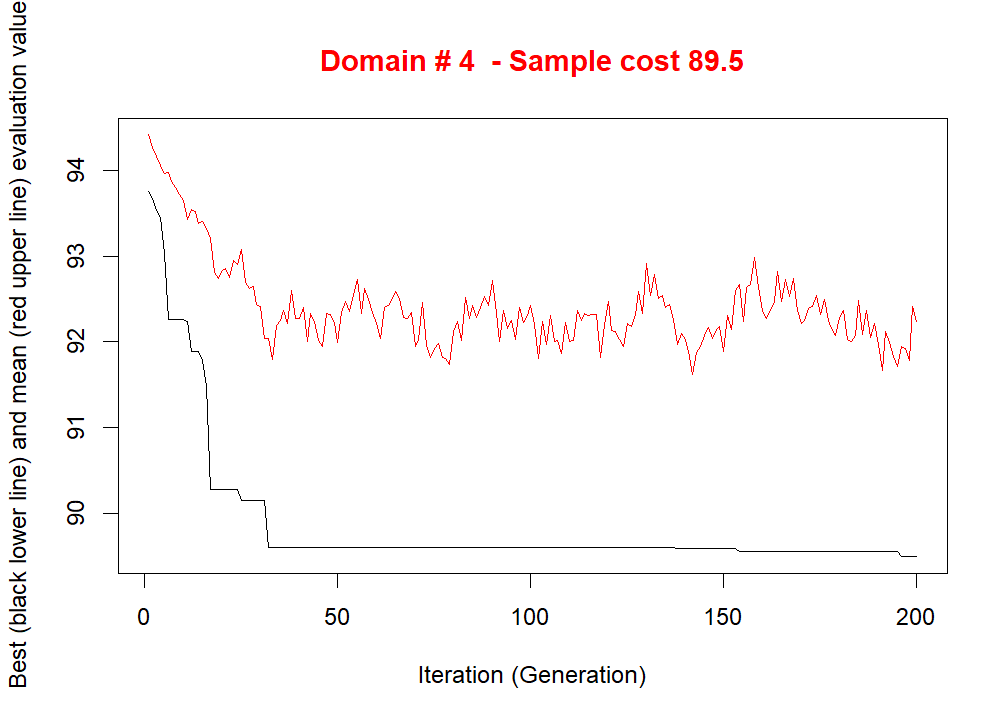 Domain # 4  - Sample cost 89.5
Best (black lower line) and mean (red upper line) evaluation value
94
93
92
91
90
0 50 100 150 200
Iteration (Generation)